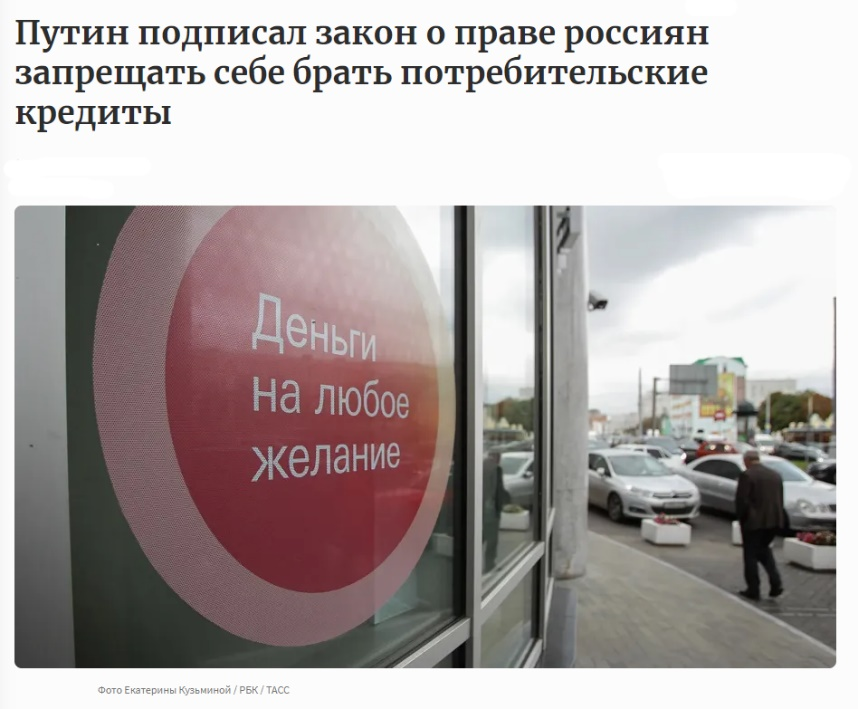 Путин подписал закон о праве россиян
запрещать себе брать потребительские
кредиты
Деньги
на любое
желание
Фото Екатерины Кузьминой / РБК / ТАСС